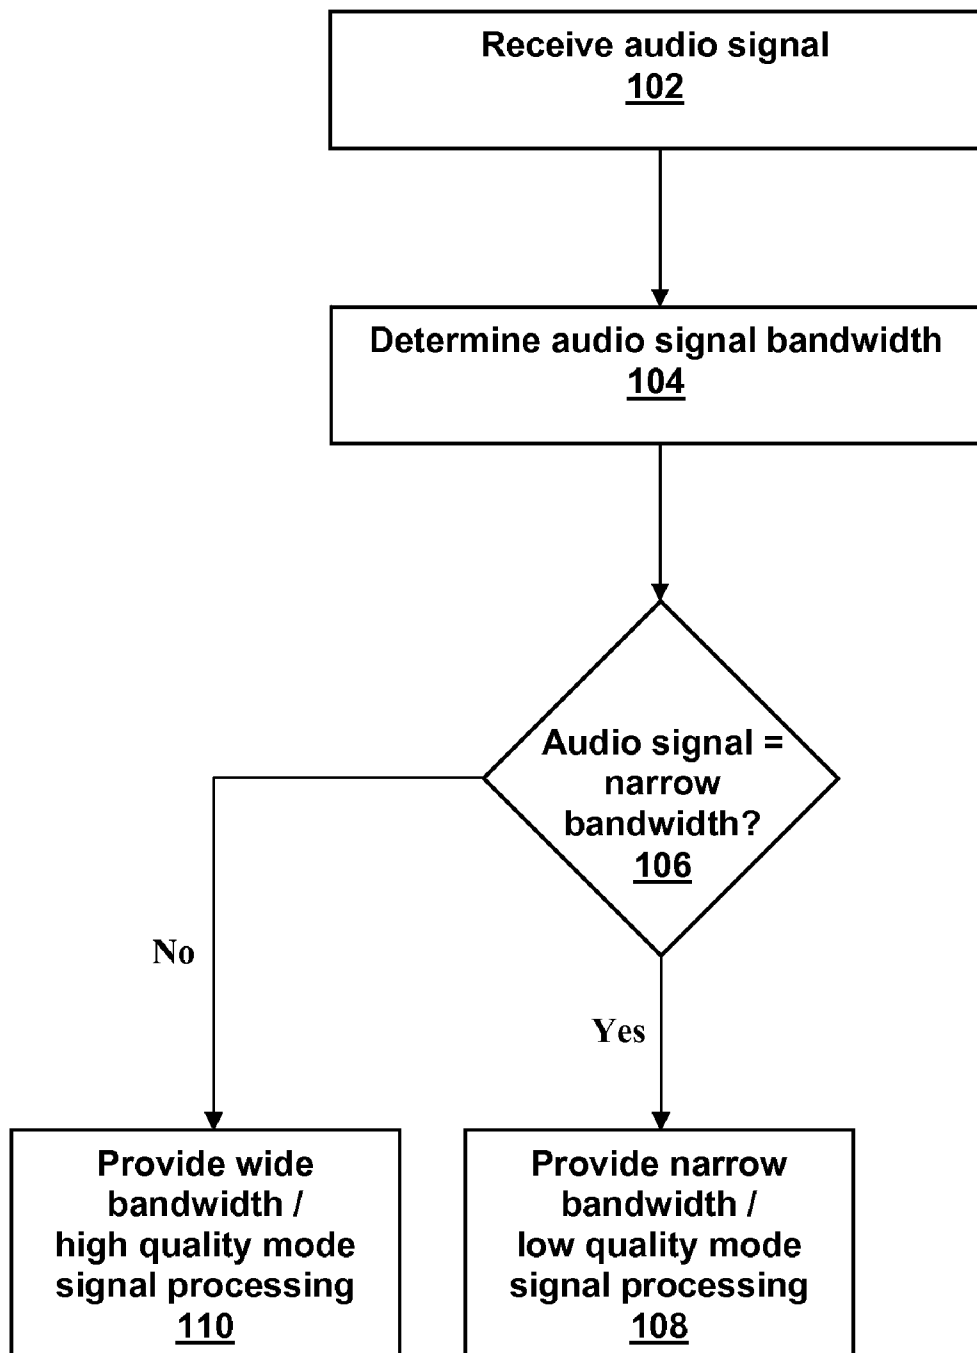 Receive audio signal
102
Determine audio signal bandwidth
104
Audio signal =
narrow
bandwidth?
106
No
Yes
Provide wide
bandwidth /
high quality mode
signal processing
110
Provide narrow
bandwidth /
low quality mode
signal processing
108